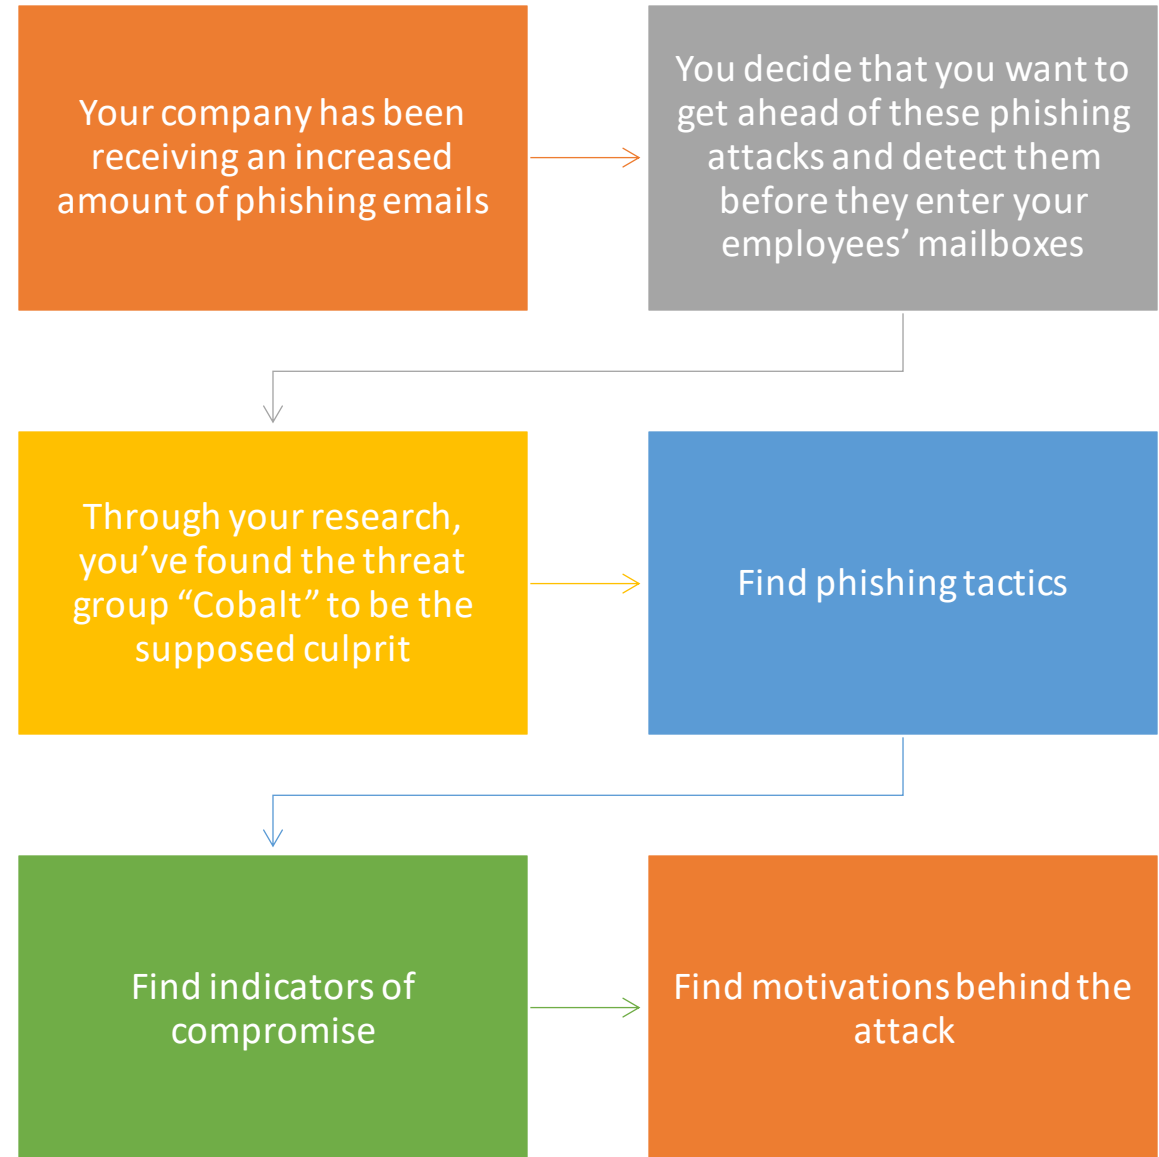 Your company has been
receiving an increased
amount of phishing emails
You decide that you want to
get ahead of these phishing
attacks and detect them
before they enter your
employees’ mailboxes
Through your research,
you’ve found the threat
group “Cobalt” to be the
supposed culprit
Find phishing tactics
Find indicators of
compromise
Find motivations behind the
attack